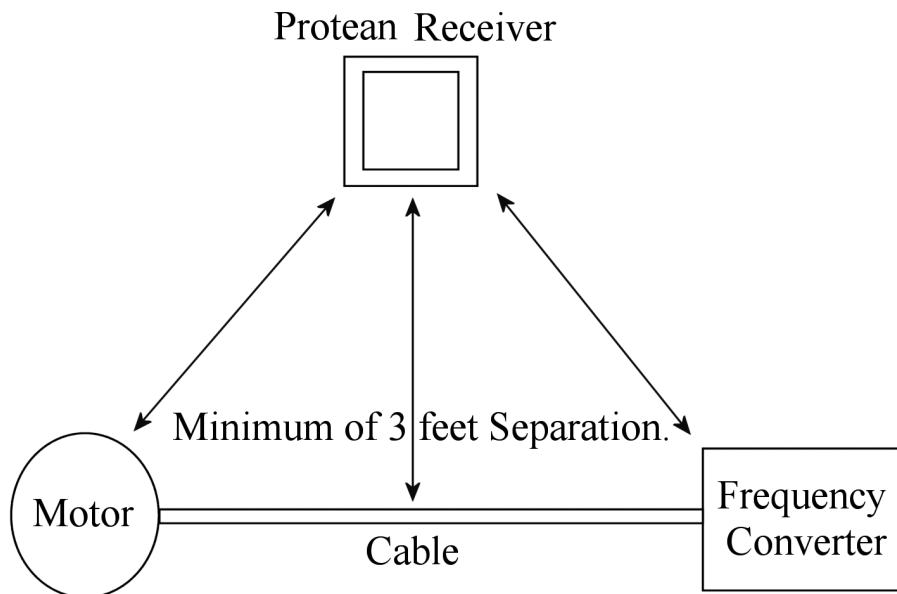 Protean Receiver
Minimum of 3 feet Separation.
Motor
Frequency
Converter
Cable